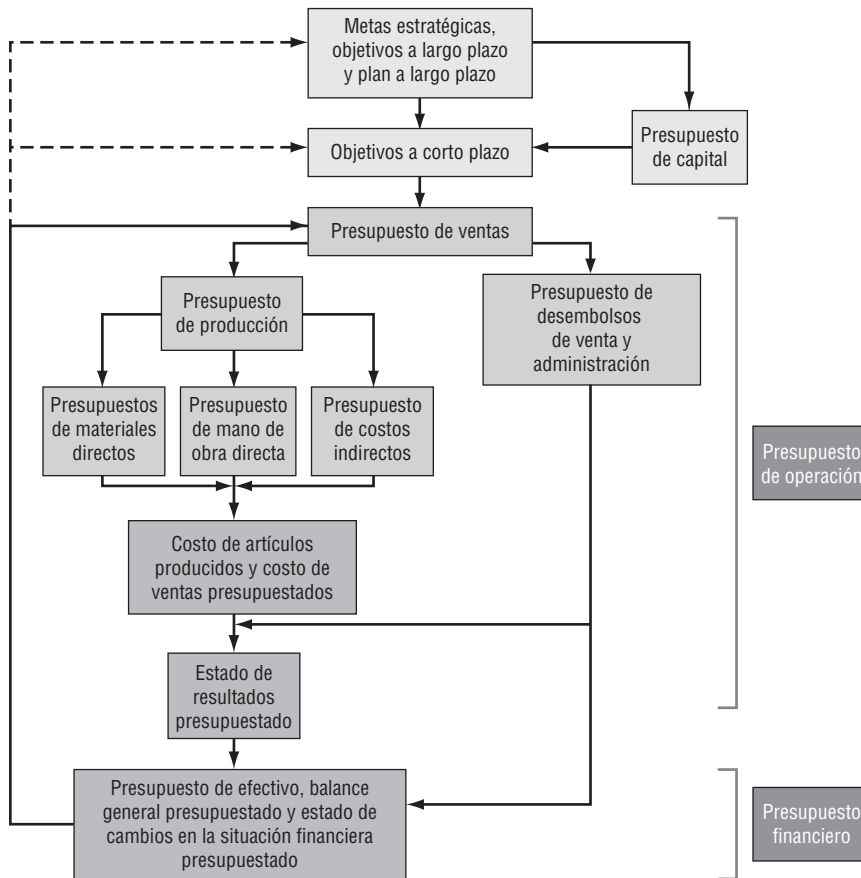 Metas estratégicas,
objetivos a largo plazo
y plan a largo plazo
Presupuesto
de capital
Objetivos a corto plazo
Presupuesto de ventas
Presupuesto
de producción
Presupuesto de
desembolsos
de venta y
administración
Presupuestos
de materiales
directos
Presupuesto
de mano de
obra directa
Presupuesto
de costos
indirectos
Presupuesto
de operación
Costo de artículos
producidos y costo de
ventas presupuestados
Estado de
resultados
presupuestado
Presupuesto de efectivo, balance
general presupuestado y estado de
cambios en la situación financiera
presupuestado
Presupuesto
financiero